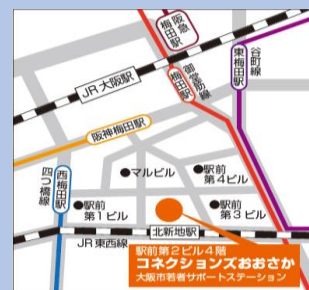 阪急
梅田駅
御堂筋線
梅田駅
谷町線
東梅田駅
JR大阪駅
阪神梅田駅
四つ橋線
西梅田駅
●マルビル
●駅前
第4ビル
●駅前
第1ビル
●駅前
第3ビル
北新地駅
JR東西線
駅前第2ビル4階
コネクションズおおさか
大阪市若者サポートステーション